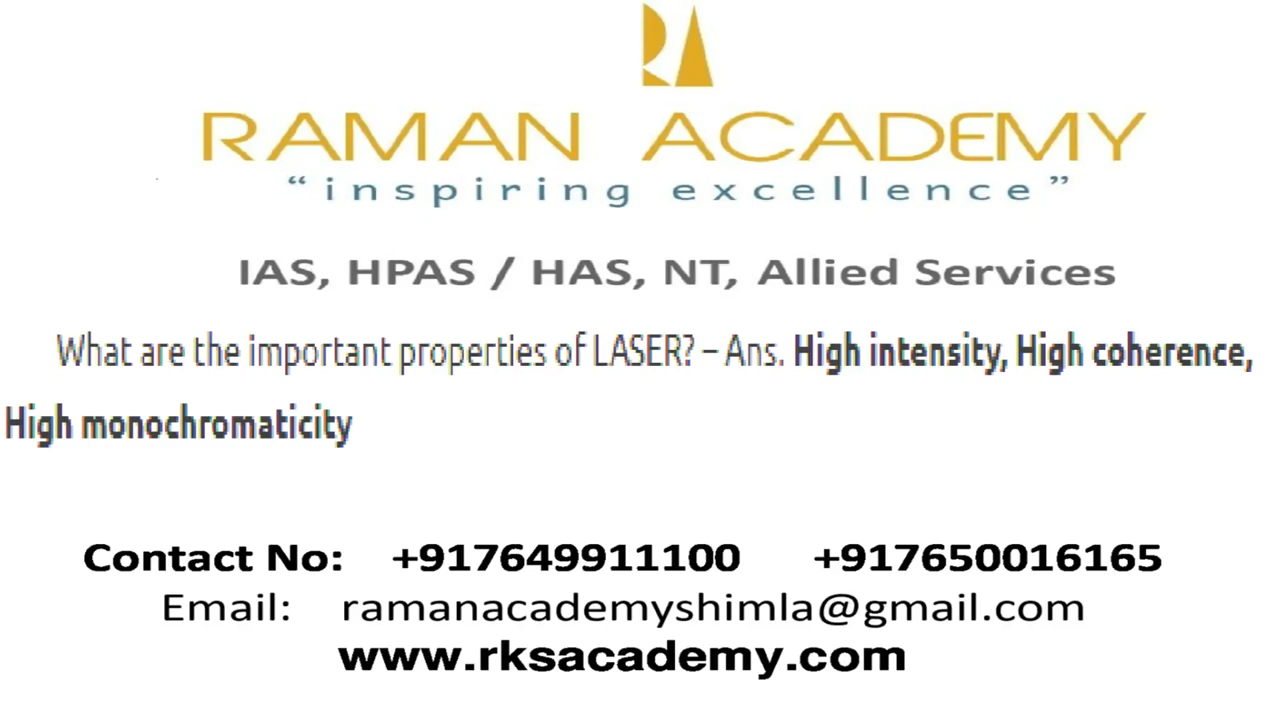 RA
RAMAN ACADEMY
“inspiring excellence”
IAS, HPAS / HAS, NT, Allied Services
What are the important properties of LASER? – Ans. High intensity, High coherence,
High monochromaticity
Contact No: +917649911100 +917650016165
Email: ramanacademyshimla@gmail.com
www.rksacademy.com